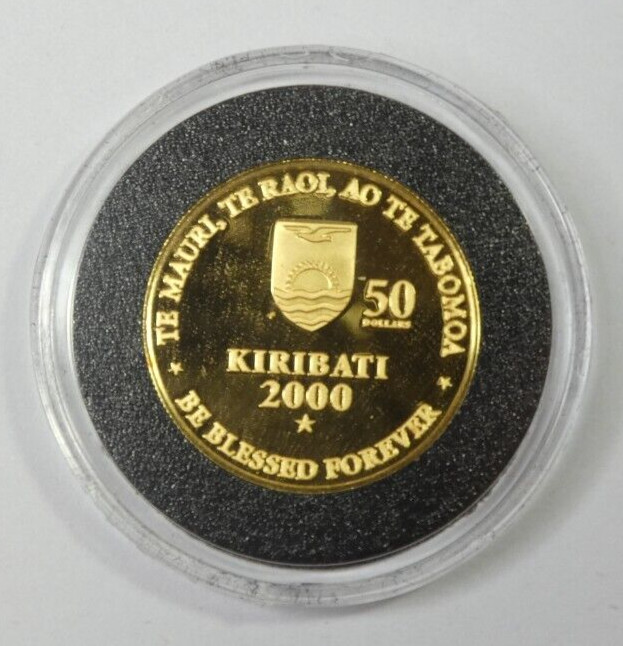 TE MAURI, TE RAOI, AO TE TABOMOA
50
DOLLARS
KIRIBATI
2000
BE BLESSED FOREVER